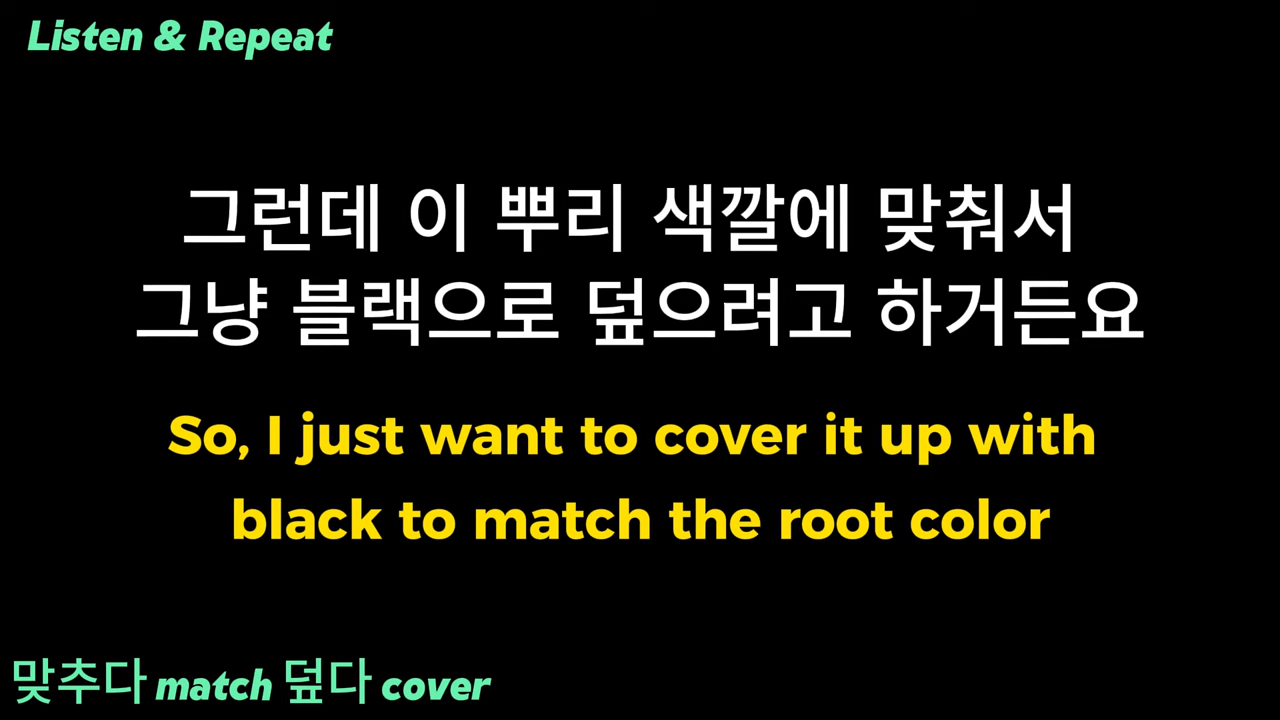 Listen & Repeat
그런데 이 뿌리 색깔에 맞춰서
그냥 블랙으로 덮으려고 하거든요
So, I just want to cover it up with
black to match the root color
맞추다 match 덮다 cover